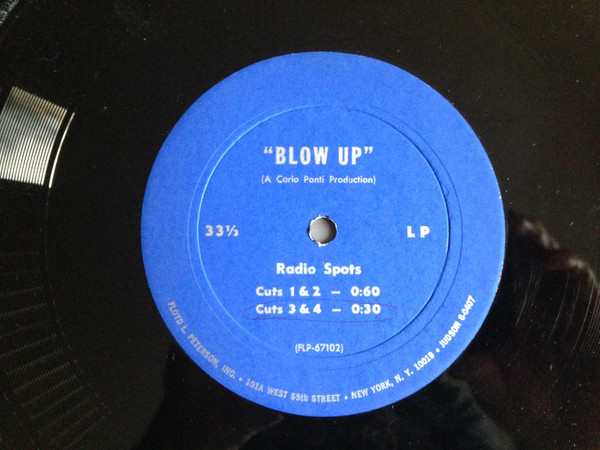 "BLOW UP"
(A Carlo Ponti Production)
33⅓ LP
Radio Spots
Cuts 1 & 2 — 0:60
Cuts 3 & 4 — 0:30
(FLP-67102)
FLOYD L. PETERSON, INC. • 101A WEST 55th STREET • NEW YORK, N. Y. 10019 • JUDSON 6-0407